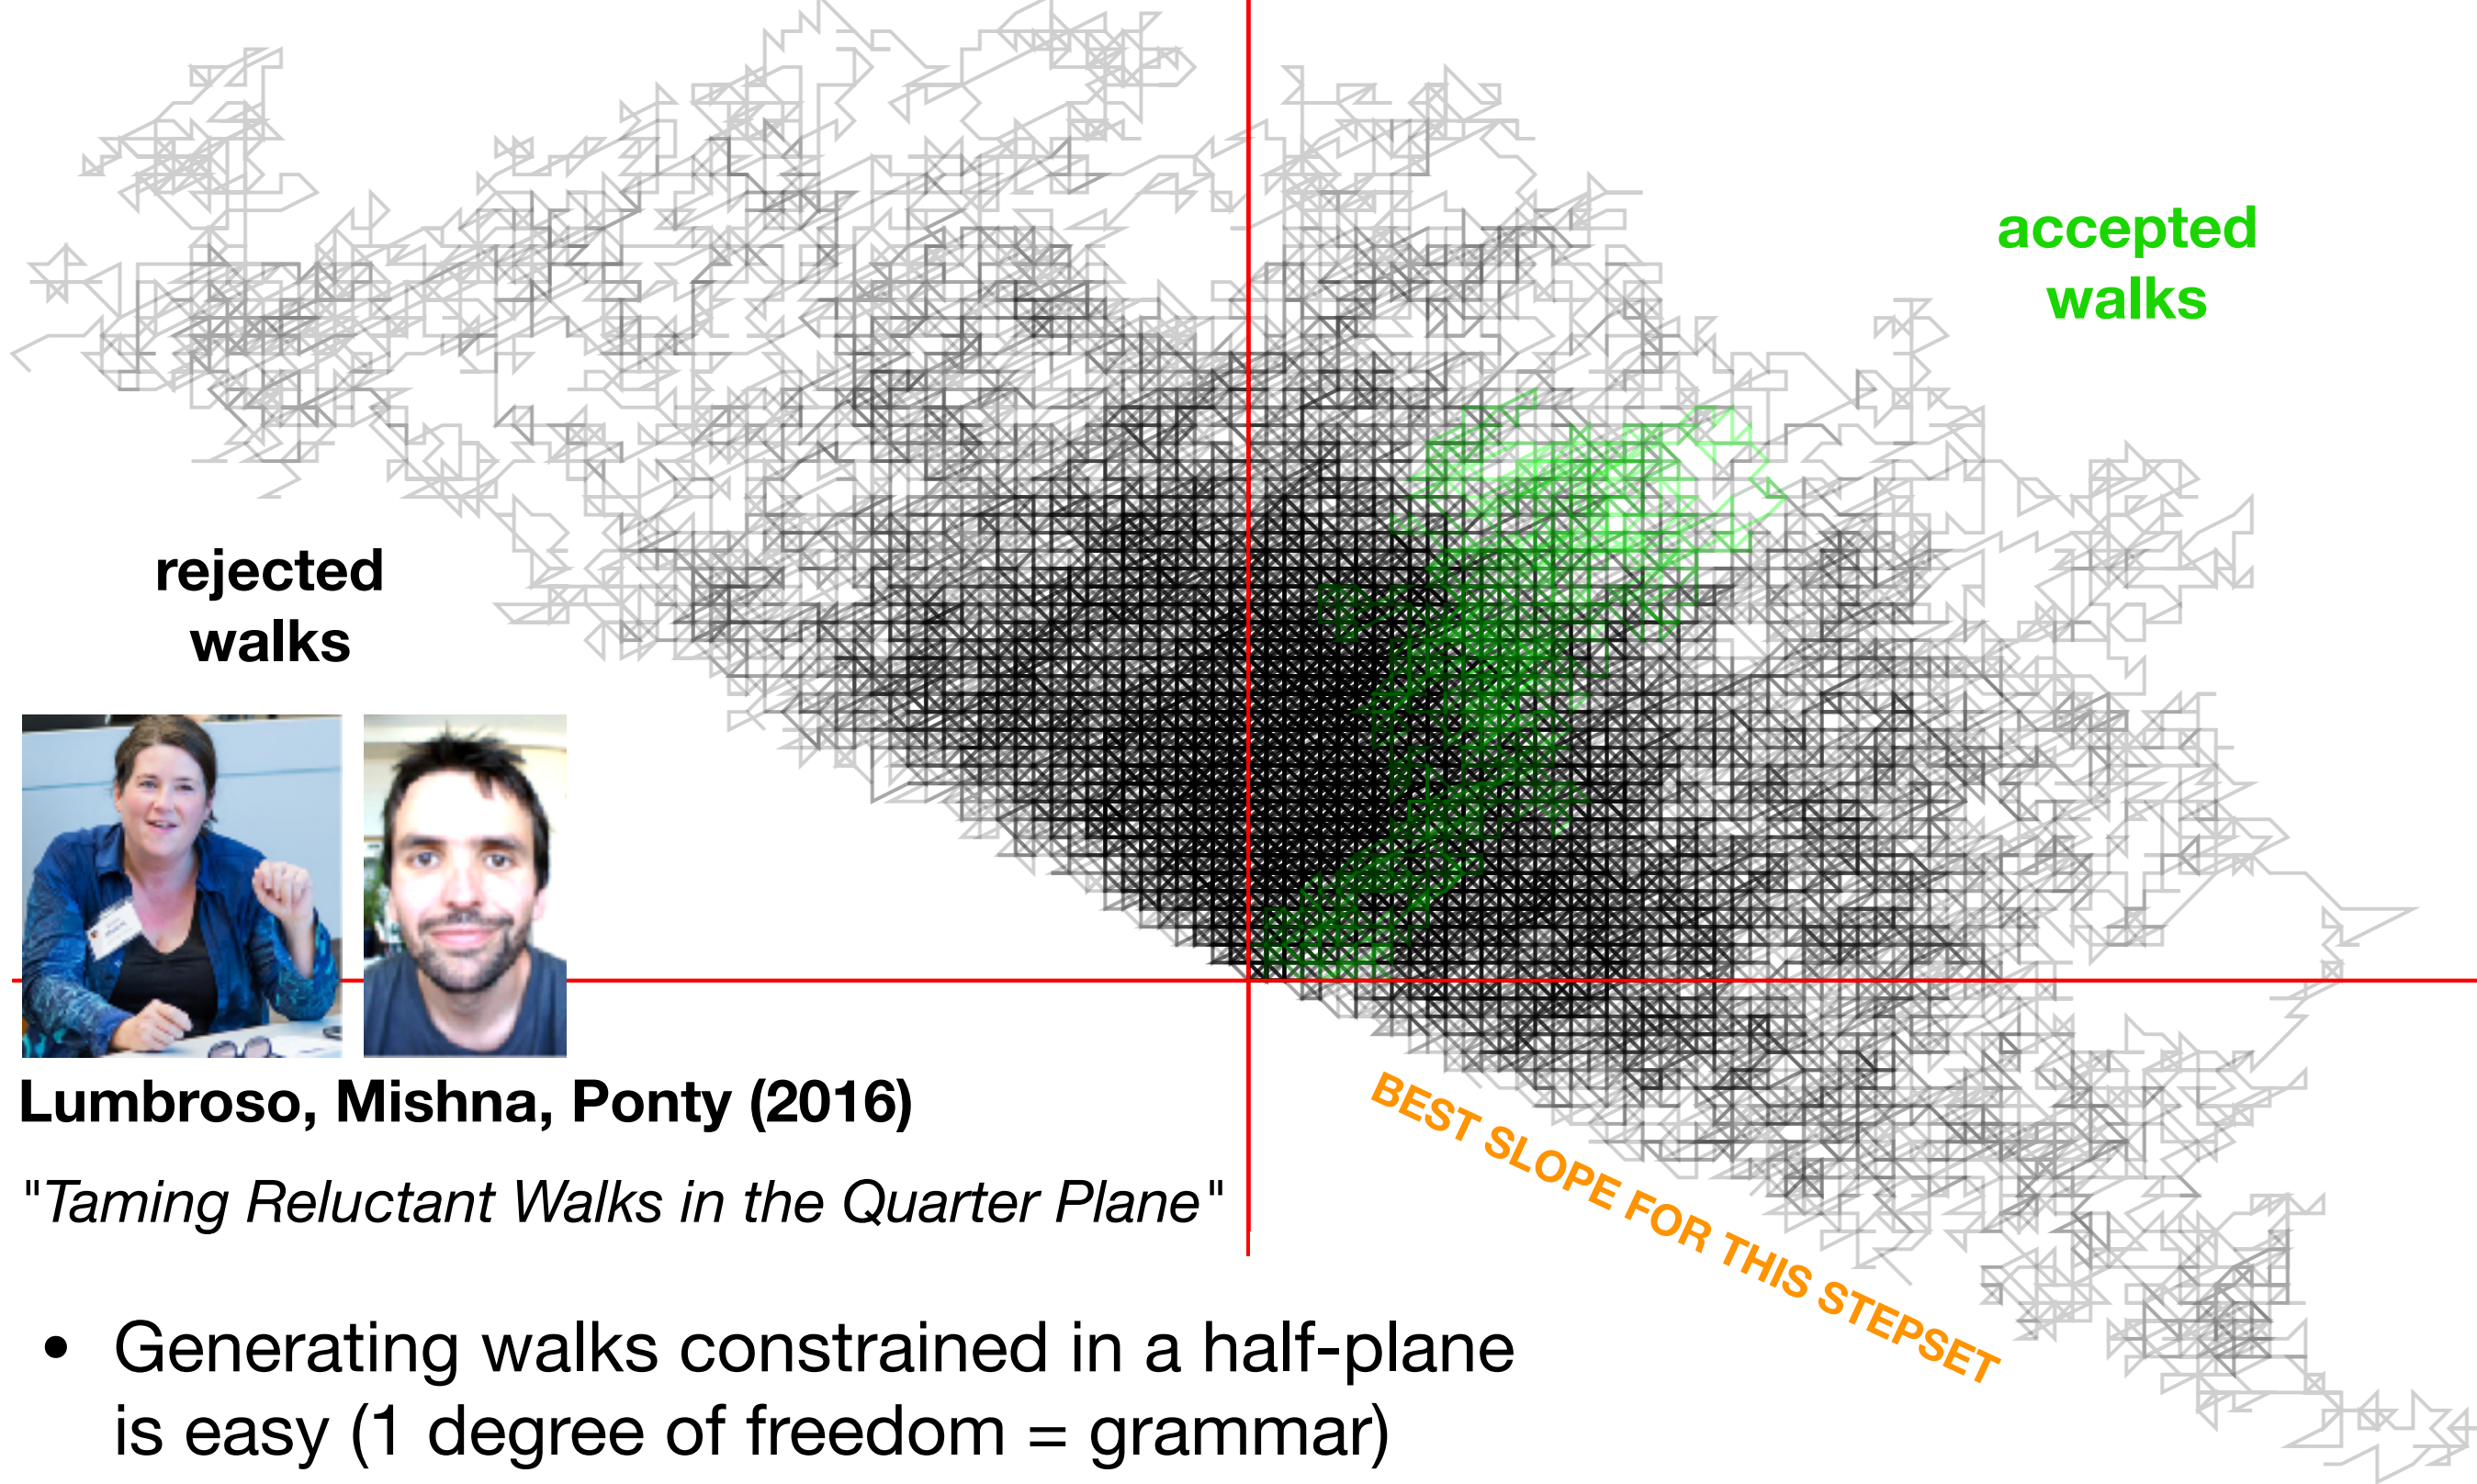 accepted
walks
rejected
walks
Lumbroso, Mishna, Ponty (2016)
"Taming Reluctant Walks in the Quarter Plane"
BEST SLOPE FOR THIS STEPSET
• Generating walks constrained in a half-plane
is easy (1 degree of freedom = grammar)